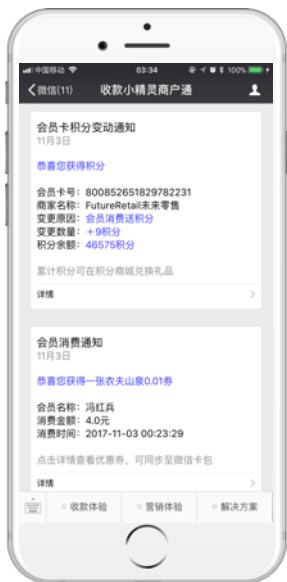 中国移动
03:34
100%
微信(11)
收款小精灵商户通
会员卡积分变动通知
11月3日
恭喜您获得积分
会员卡号：800852651829782231
商家名称：FutureRetail未来零售
变更原因：会员消费送积分
变更数量：+9积分
积分余额：46575积分
累计积分可在积分商城兑换礼品
详情
会员消费通知
11月3日
恭喜您获得一张农夫山泉0.01券
会员名称：冯红兵
消费金额：4.0元
消费时间：2017-11-03 00:23:29
点击详情查看优惠券，可同步至微信卡包
详情
收款体验
营销体验
解决方案